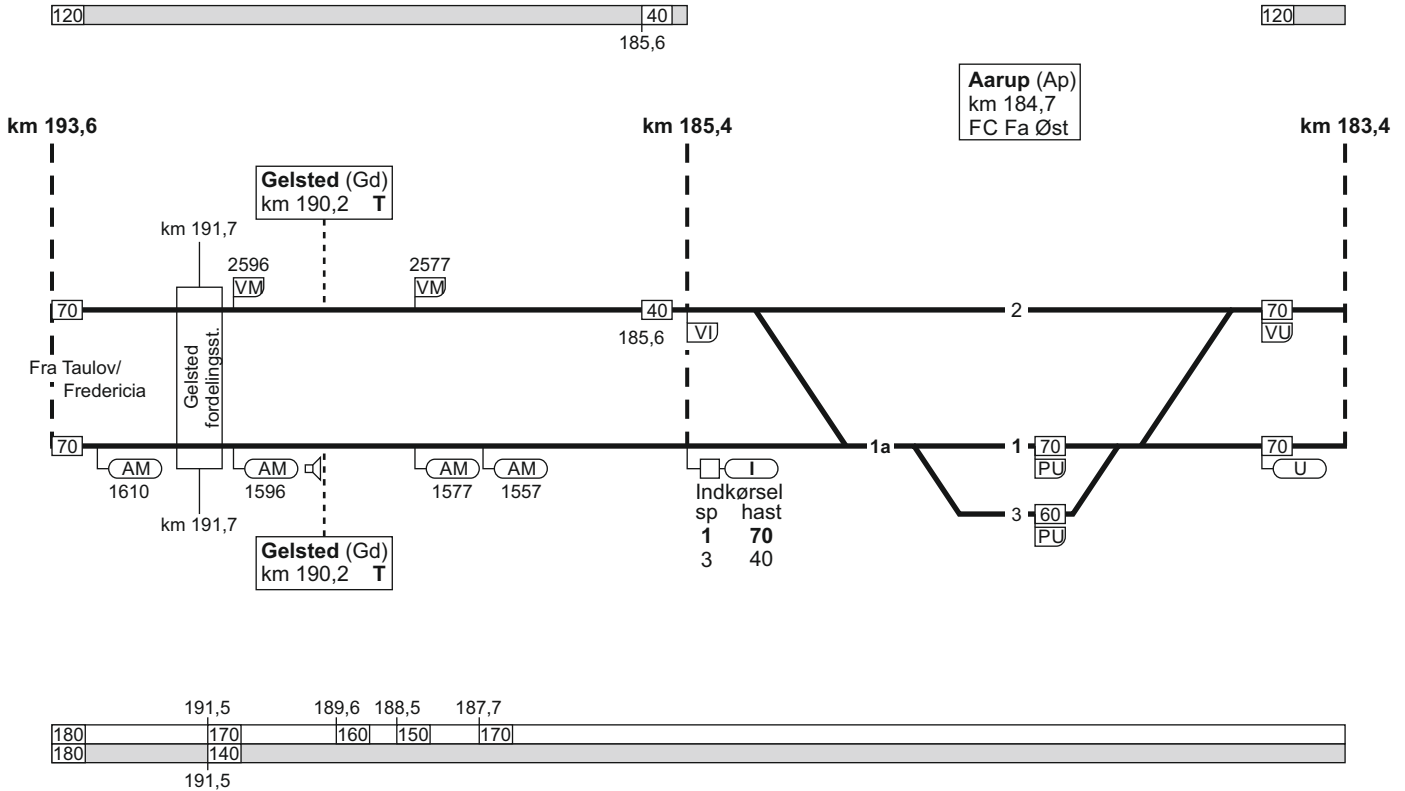 120 40 120
185,6
Aarup (Ap)
km 184,7
FC Fa Øst
km 193,6 km 185,4 km 183,4
Gelsted (Gd)
km 190,2 T
km 191,7
2596 2577
VM VM
70 40 2 70
185,6 VI VU
Gelsted
fordelingsst.
Fra Taulov/
Fredericia
70 1a 1 70 70
AM AM AM AM I PU U
1610 1596 1577 1557
Indkørsel
sp hast
1 70
3 40
3 60
PU
km 191,7
Gelsted (Gd)
km 190,2 T
191,5 189,6 188,5 187,7
180 170 160 150 170
180 140
191,5